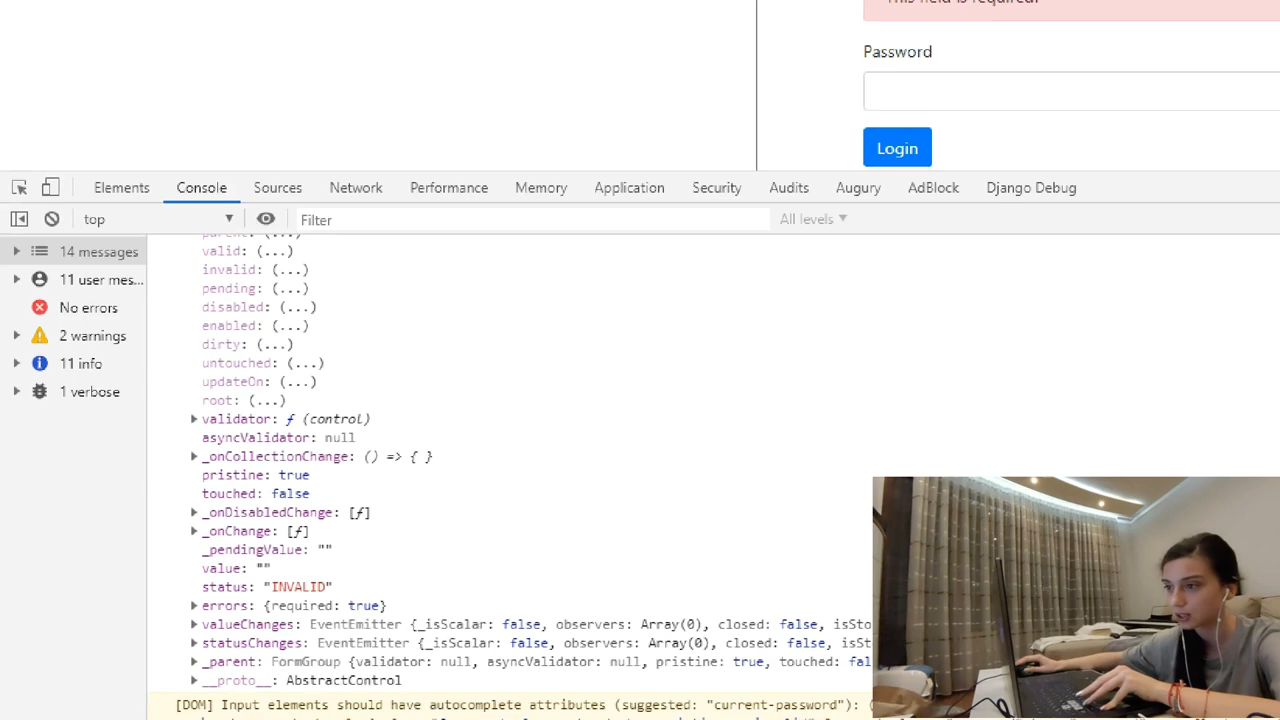 This field is required.
Password
Login
Elements Console Sources Network Performance Memory Application Security Audits Augury AdBlock Django Debug
top ▼ Filter All levels ▼
14 messages
11 user mes...
No errors
2 warnings
11 info
1 verbose
parent: (...)
valid: (...)
invalid: (...)
pending: (...)
disabled: (...)
enabled: (...)
dirty: (...)
untouched: (...)
updateOn: (...)
root: (...)
validator: ƒ (control)
asyncValidator: null
_onCollectionChange: () => { }
pristine: true
touched: false
_onDisabledChange: [ƒ]
_onChange: [ƒ]
_pendingValue: ""
value: ""
status: "INVALID"
errors: {required: true}
valueChanges: EventEmitter {_isScalar: false, observers: Array(0), closed: false, isSto
statusChanges: EventEmitter {_isScalar: false, observers: Array(0), closed: false, isSt
_parent: FormGroup {validator: null, asyncValidator: null, pristine: true, touched: fal
__proto__: AbstractControl
[DOM] Input elements should have autocomplete attributes (suggested: "current-password"): (